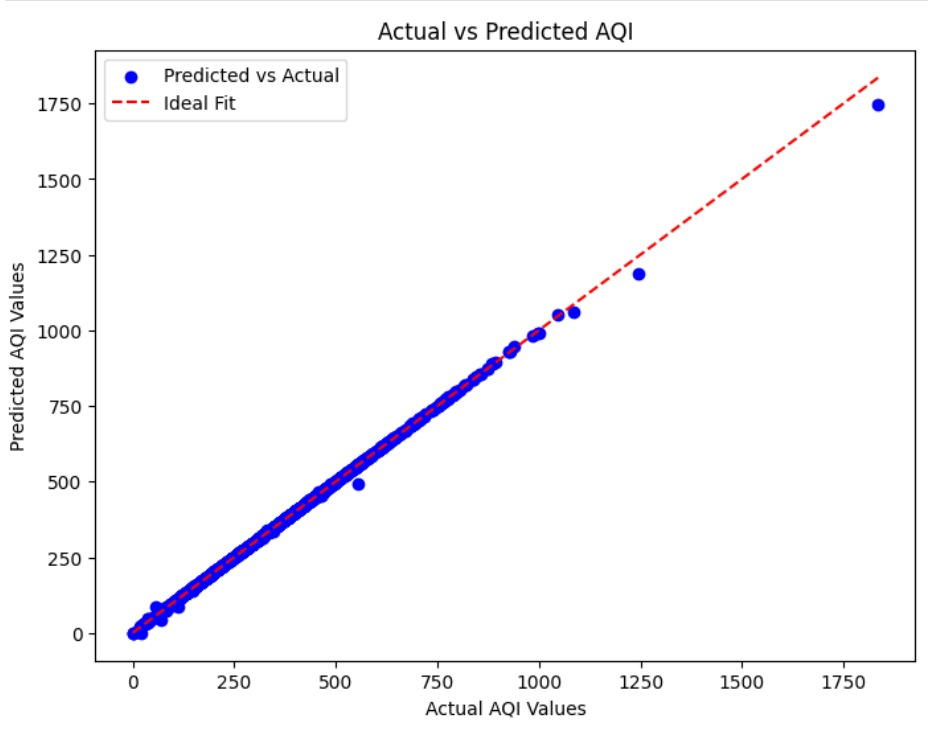 Actual vs Predicted AQI
Predicted vs Actual
Ideal Fit
1750
1500
1250
1000
750
500
250
0
Predicted AQI Values
0 250 500 750 1000 1250 1500 1750
Actual AQI Values